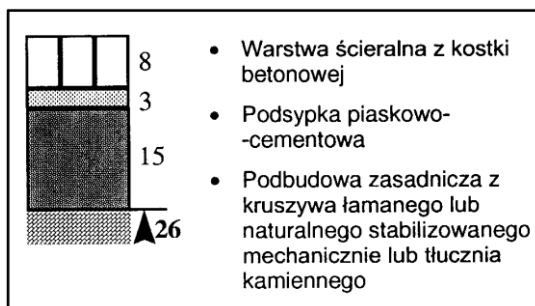 8
3
15
26
• Warstwa ścieralna z kostki
betonowej
• Podsypka piaskowo-
-cementowa
• Podbudowa zasadnicza z
kruszywa łamanego lub
naturalnego stabilizowanego
mechanicznie lub tłucznia
kamiennego